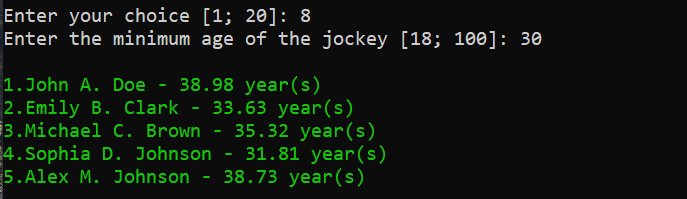 Enter your choice [1; 20]: 8
Enter the minimum age of the jockey [18; 100]: 30
1.John A. Doe - 38.98 year(s)
2.Emily B. Clark - 33.63 year(s)
3.Michael C. Brown - 35.32 year(s)
4.Sophia D. Johnson - 31.81 year(s)
5.Alex M. Johnson - 38.73 year(s)